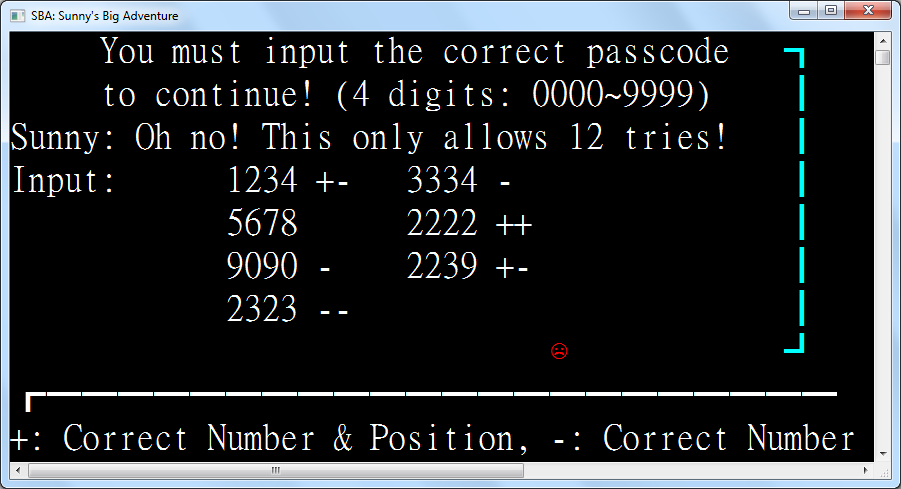 SBA: Sunny's Big Adventure
You must input the correct passcode
to continue! (4 digits: 0000~9999)
Sunny: Oh no! This only allows 12 tries!
Input: 1234 +- 3334 -
5678 2222 ++
9090 - 2239 +-
2323 --
+: Correct Number & Position, -: Correct Number